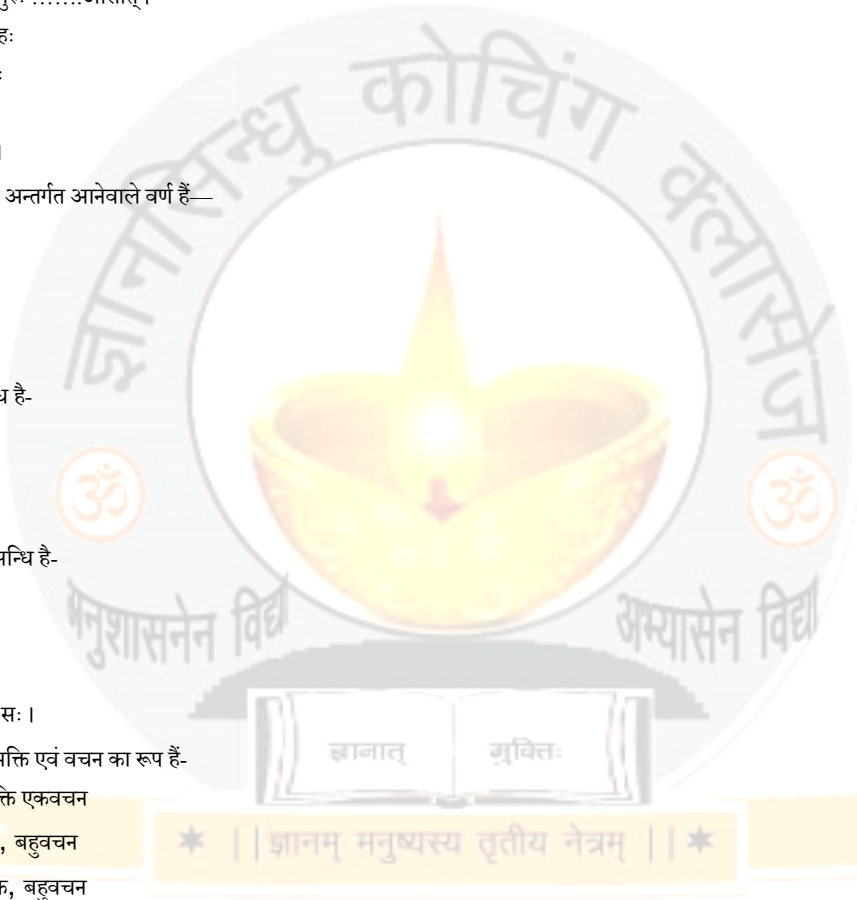 आसीत्।
अन्तर्गत आनेवाले वर्ण हैं—
है-
सन्धि है-
सः ।
एवं वचन का रूप हैं-
एकवचन
, बहुवचन
, बहुवचन
ज्ञानसिन्धु कोचिंग क्लासेज
ॐ
ॐ
अनुशासनेन विद्या
अभ्यासेन विद्या
ज्ञानात् मुक्तिः
✶ ||ज्ञानम् मनुष्यस्य तृतीय नेत्रम् || ✶